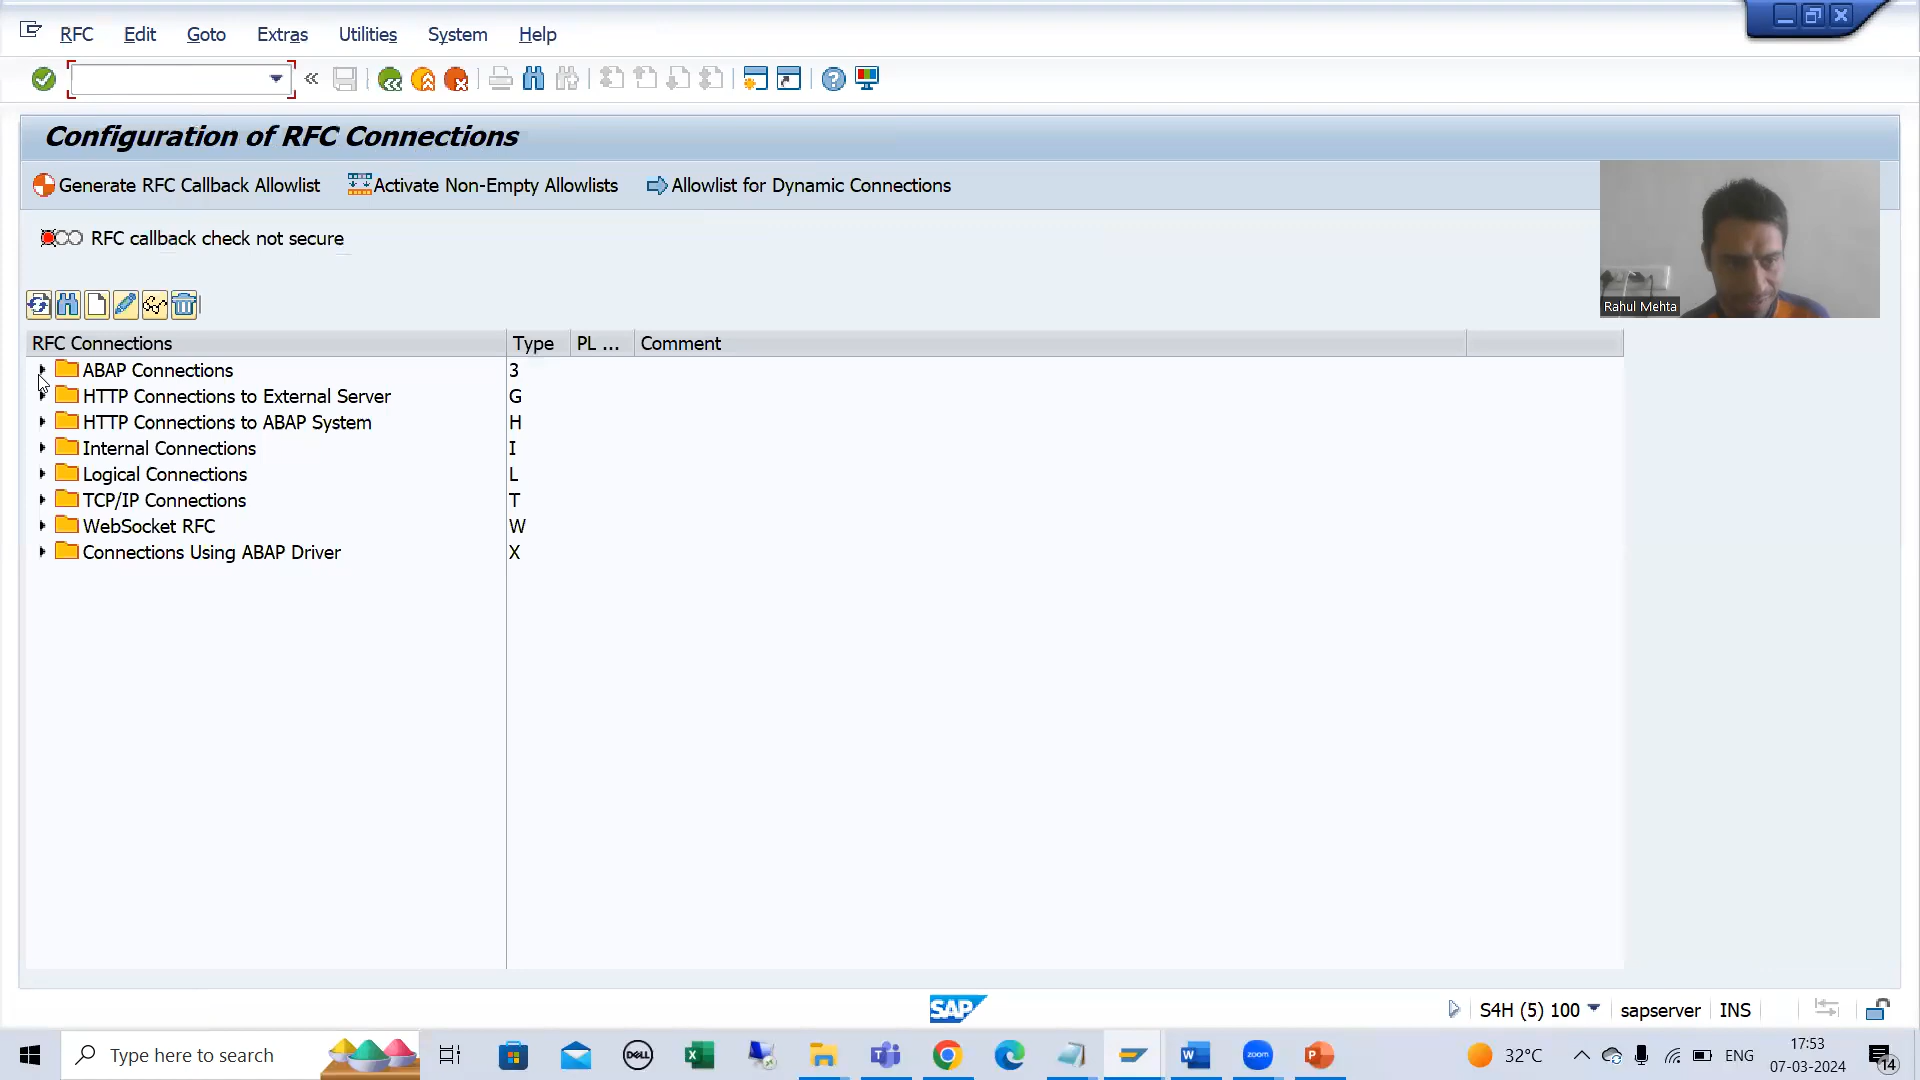 RFC Edit Goto Extras Utilities System Help
Configuration of RFC Connections
Generate RFC Callback Allowlist Activate Non-Empty Allowlists Allowlist for Dynamic Connections
RFC callback check not secure
Rahul Mehta
RFC Connections Type PL ... Comment
ABAP Connections 3
HTTP Connections to External Server G
HTTP Connections to ABAP System H
Internal Connections I
Logical Connections L
TCP/IP Connections T
WebSocket RFC W
Connections Using ABAP Driver X
SAP S4H (5) 100 sapserver INS
Type here to search DELL zoom 32°C ENG 17:53
07-03-2024 14